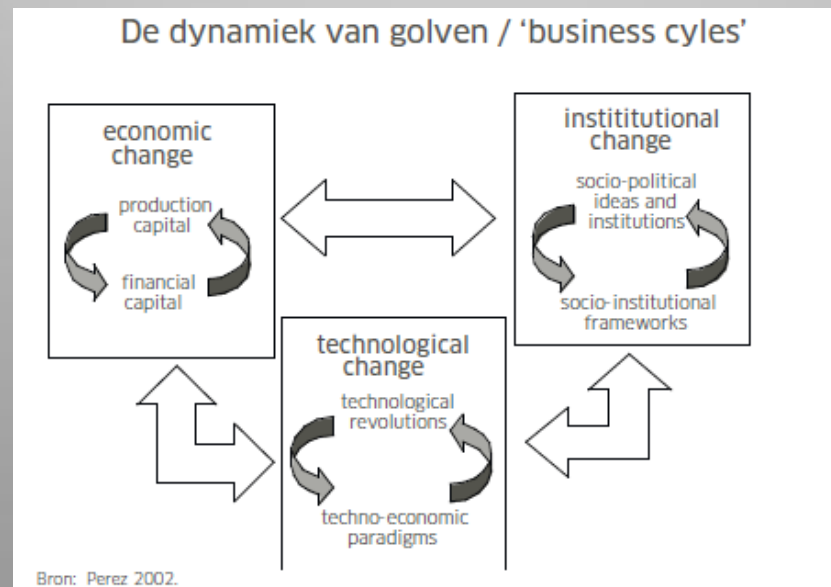 De dynamiek van golven / 'business cyles'
economic
change
production
capital
financial
capital
instititutional
change
socio-political
ideas and
institutions
socio-institutional
frameworks
technological
change
technological
revolutions
techno-economic
paradigms
Bron: Perez 2002.